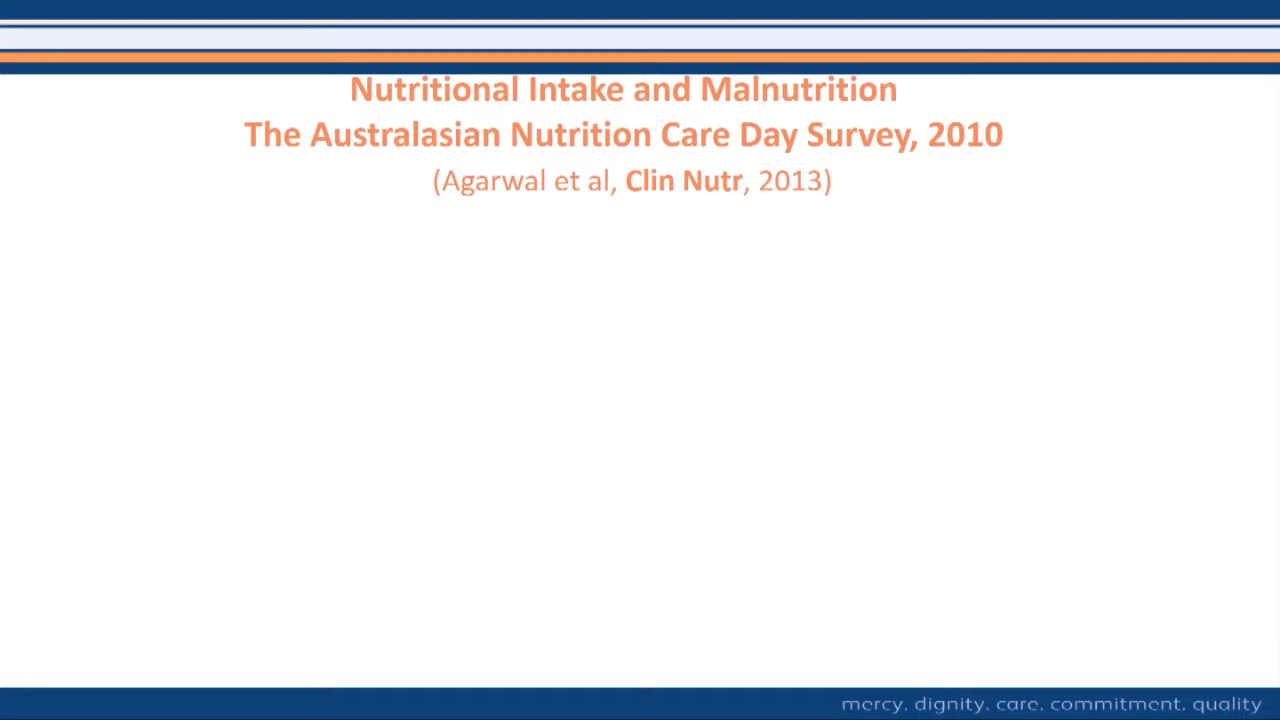 Nutritional Intake and Malnutrition
The Australasian Nutrition Care Day Survey, 2010
(Agarwal et al, Clin Nutr, 2013)
mercy. dignity. care. commitment. quality